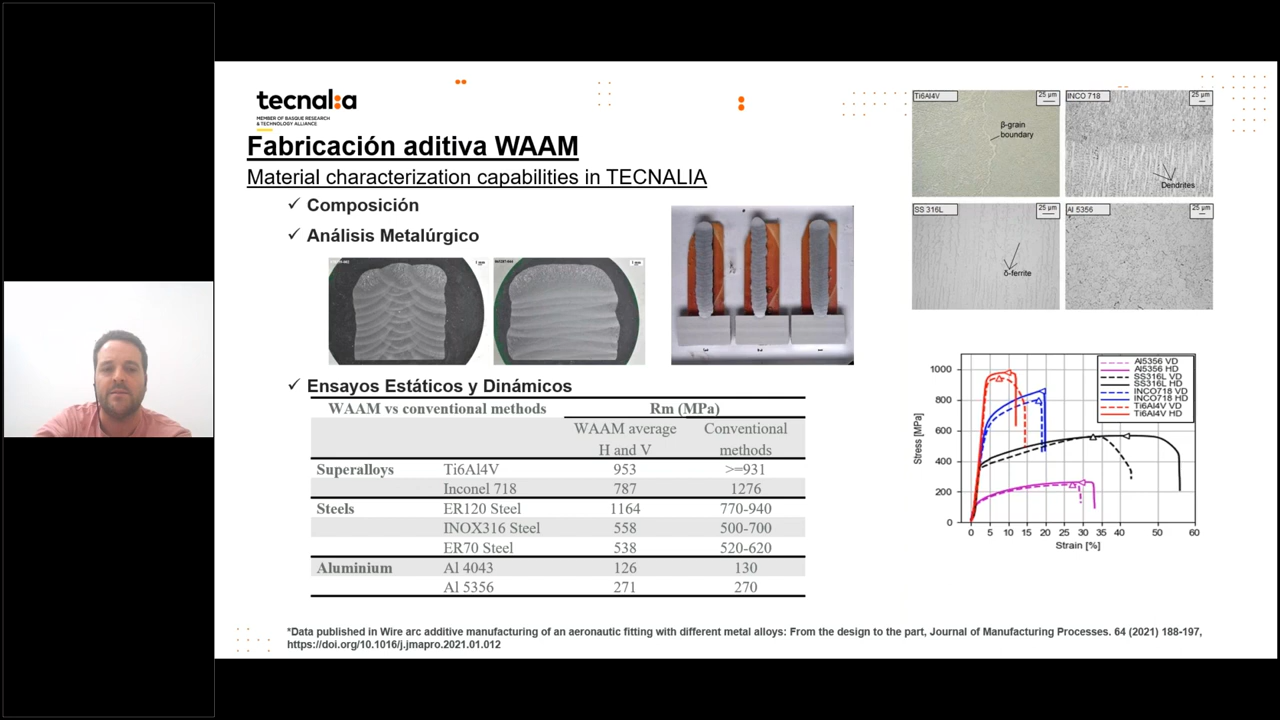 tecnalia
MEMBER OF BASQUE RESEARCH
& TECHNOLOGY ALLIANCE
Fabricación aditiva WAAM
Material characterization capabilities in TECNALIA
✓ Composición
✓ Análisis Metalúrgico
1 mm
1 mm
✓ Ensayos Estáticos y Dinámicos
WAAM vs conventional methods Rm (MPa)
WAAM average Conventional
H and V methods
Superalloys Ti6Al4V 953 >=931
Inconel 718 787 1276
Steels ER120 Steel 1164 770-940
INOX316 Steel 558 500-700
ER70 Steel 538 520-620
Aluminium Al 4043 126 130
Al 5356 271 270
Ti6Al4V 25 µm
β-grain
boundary
INCO 718 25 µm
Dendrites
SS 316L 25 µm
δ-ferrite
Al 5356 25 µm
Al5356 VD
Al5356 HD
SS316L VD
SS316L HD
INCO718 VD
INCO718 HD
Ti6Al4V VD
Ti6Al4V HD
Stress [MPa]
1000
800
600
400
200
0
0 5 10 15 20 25 30 35 40 50 60
Strain [%]
*Data published in Wire arc additive manufacturing of an aeronautic fitting with different metal alloys: From the design to the part, Journal of Manufacturing Processes. 64 (2021) 188-197,
https://doi.org/10.1016/j.jmapro.2021.01.012